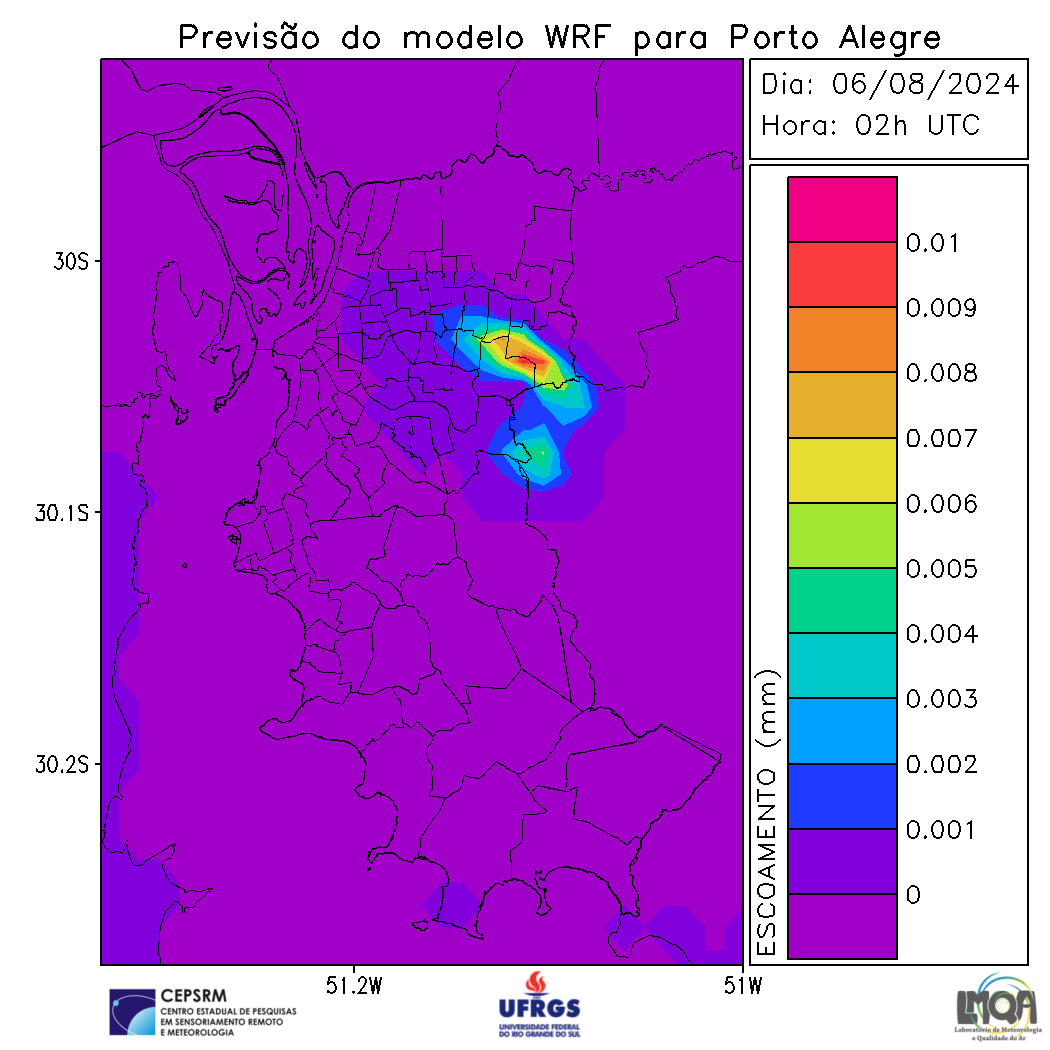 Previsão do modelo WRF para Porto Alegre
Dia: 06/08/2024
Hora: 02h UTC
30S
30.1S
30.2S
51.2W
51W
ESCOAMENTO (mm)
0.01
0.009
0.008
0.007
0.006
0.005
0.004
0.003
0.002
0.001
0
CEPSRM
CENTRO ESTADUAL DE PESQUISAS
EM SENSORIAMENTO REMOTO
E METEOROLOGIA
UFRGS
UNIVERSIDADE FEDERAL
DO RIO GRANDE DO SUL
LMQA
Laboratório de Meteorologia
e Qualidade do Ar